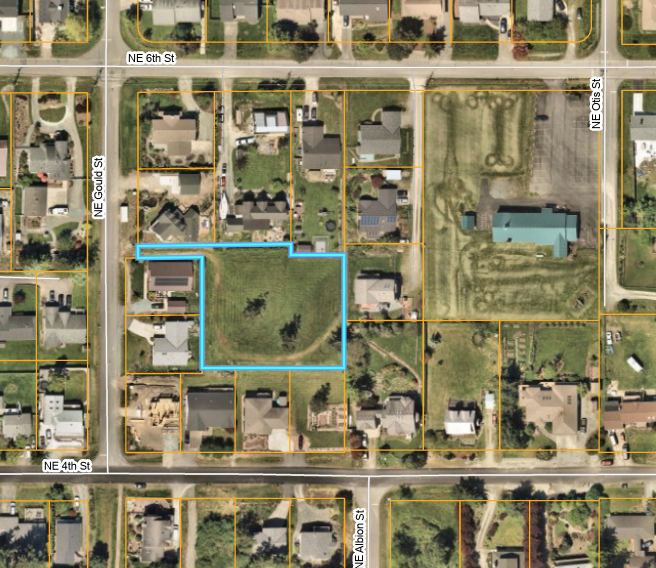 NE 6th St
NE Otis St
NE Gould St
NE 4th St
NE Albion St